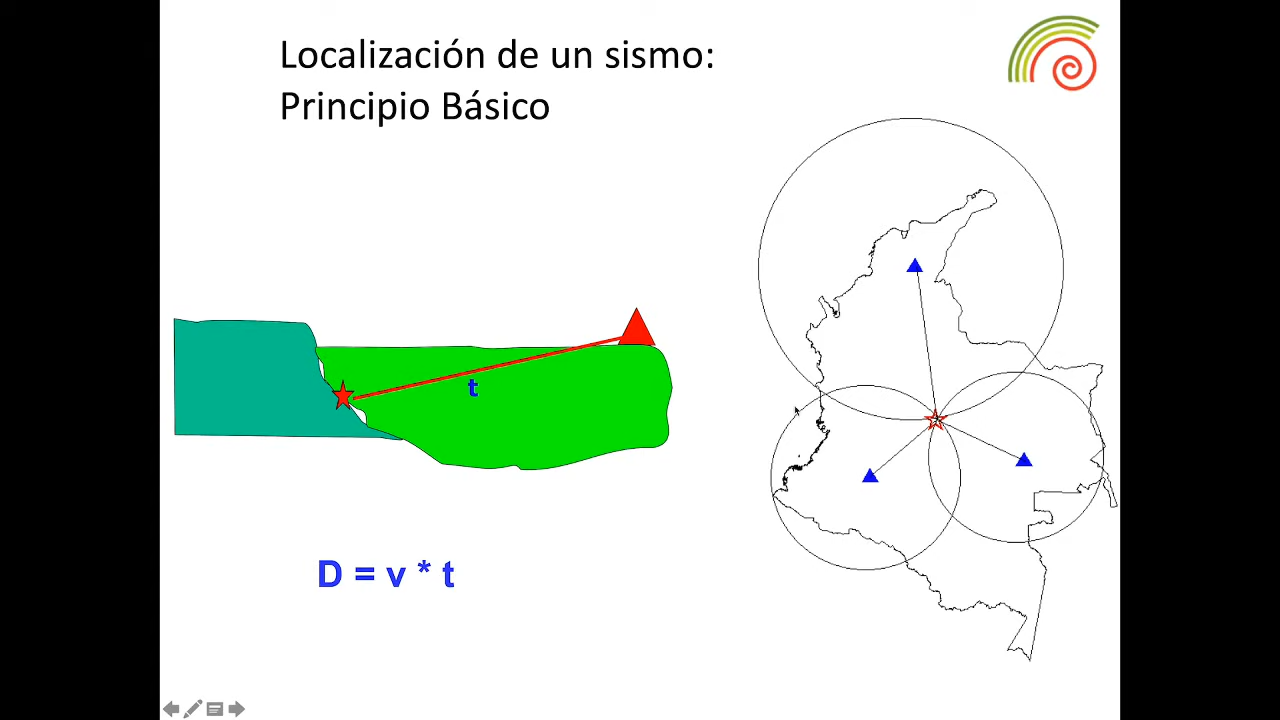 Localización de un sismo:
Principio Básico
t
D = v * t